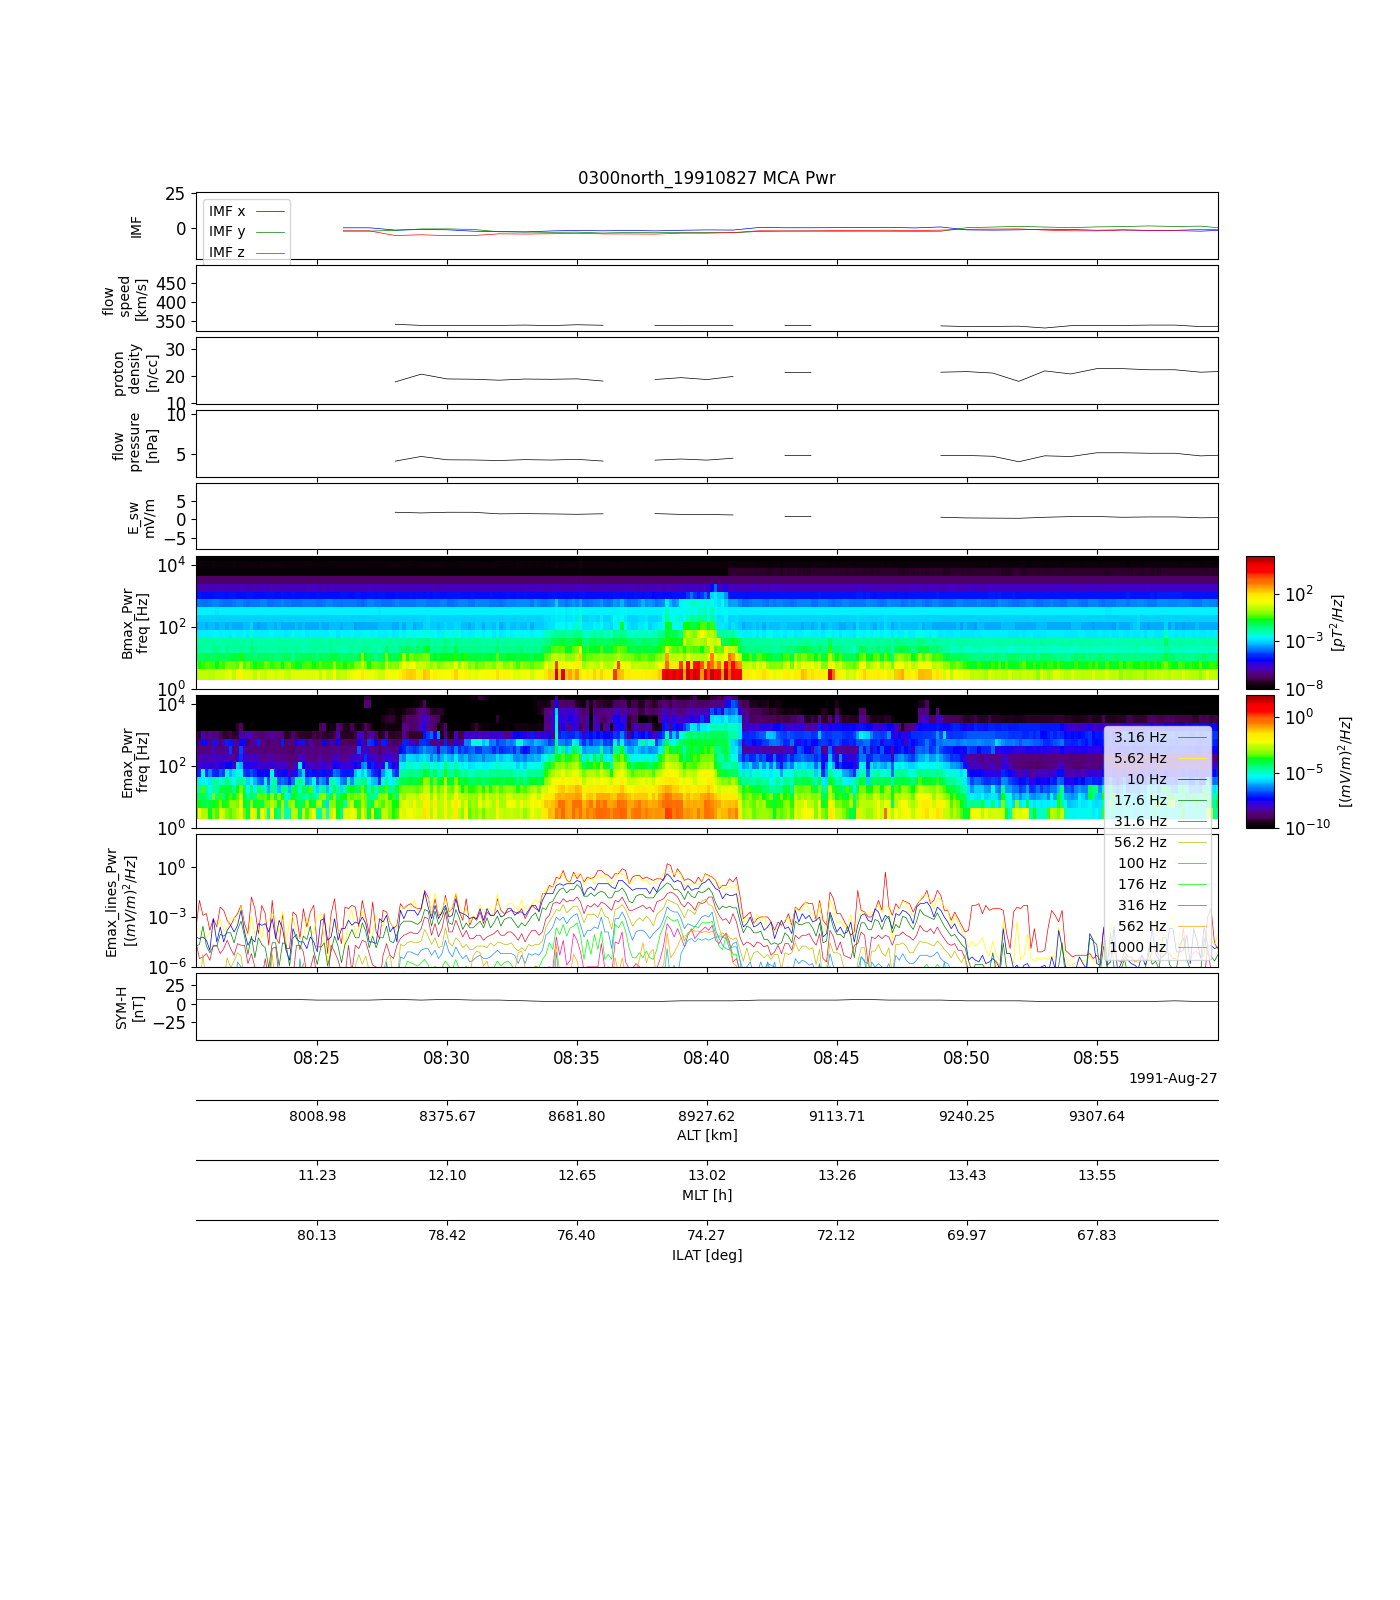 0300north_19910827 MCA Pwr
25
0
IMF
IMF x
IMF y
IMF z
450
400
350
flow
speed
[km/s]
30
20
10
proton
density
[n/cc]
10
5
flow
pressure
[nPa]
5
0
−5
E_sw
mV/m
10^4
10^2
10^0
Bmax_Pwr
freq [Hz]
10^2
10^−3
10^−8
[pT^2/Hz]
10^4
10^2
10^0
Emax_Pwr
freq [Hz]
10^0
10^−5
10^−10
[(mV/m)^2/Hz]
3.16 Hz
5.62 Hz
10 Hz
17.6 Hz
31.6 Hz
56.2 Hz
100 Hz
176 Hz
316 Hz
562 Hz
1000 Hz
10^0
10^−3
10^−6
Emax_lines_Pwr
[(mV/m)^2/Hz]
25
0
−25
SYM-H
[nT]
08:25 08:30 08:35 08:40 08:45 08:50 08:55
1991-Aug-27
8008.98 8375.67 8681.80 8927.62 9113.71 9240.25 9307.64
ALT [km]
11.23 12.10 12.65 13.02 13.26 13.43 13.55
MLT [h]
80.13 78.42 76.40 74.27 72.12 69.97 67.83
ILAT [deg]